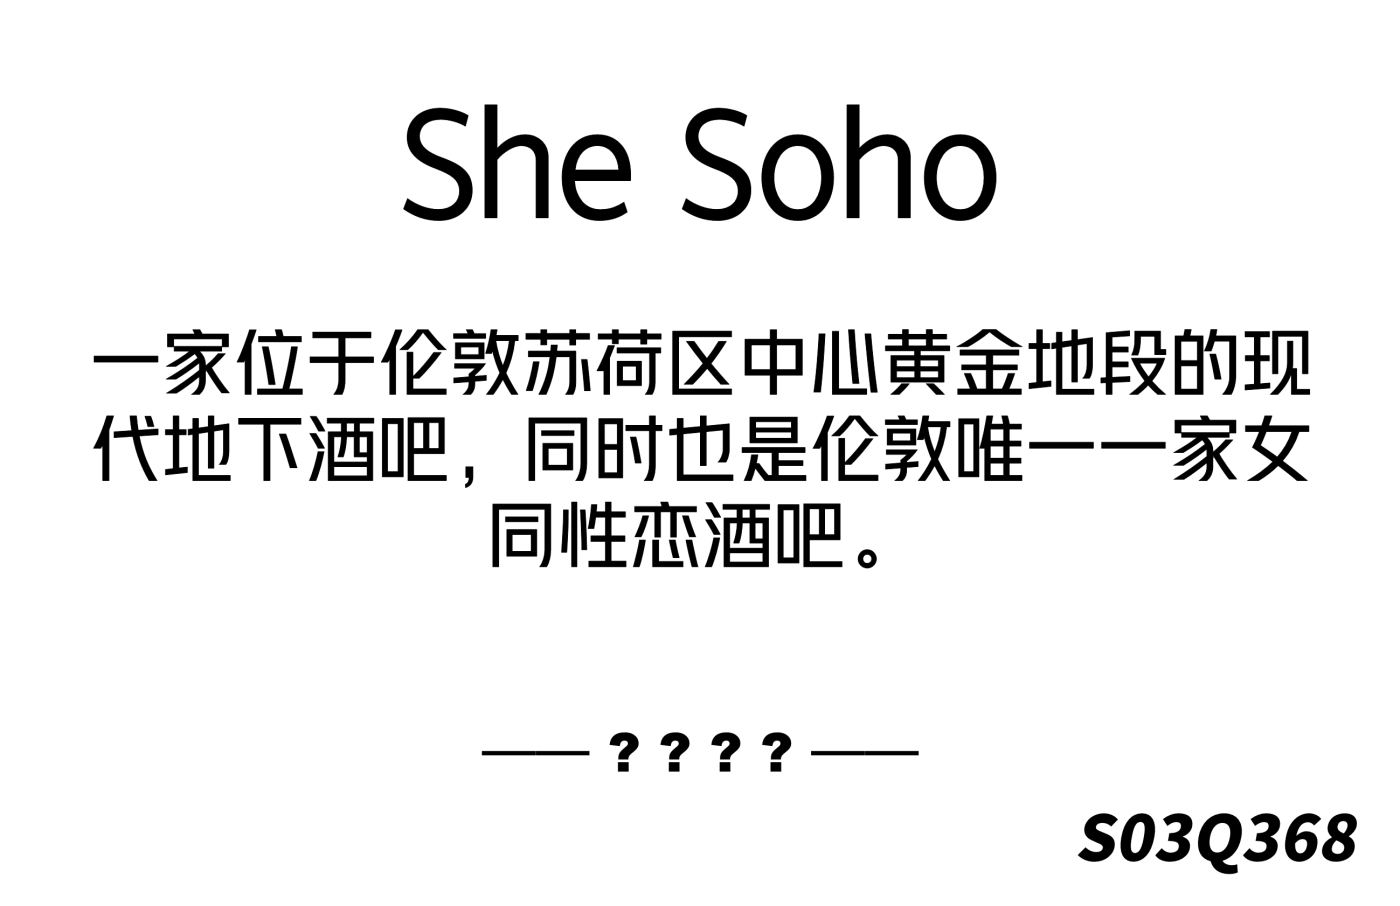 She Soho
一家位于伦敦苏荷区中心黄金地段的现
代地下酒吧，同时也是伦敦唯一一家女
同性恋酒吧。
——？？？？——
S03Q368